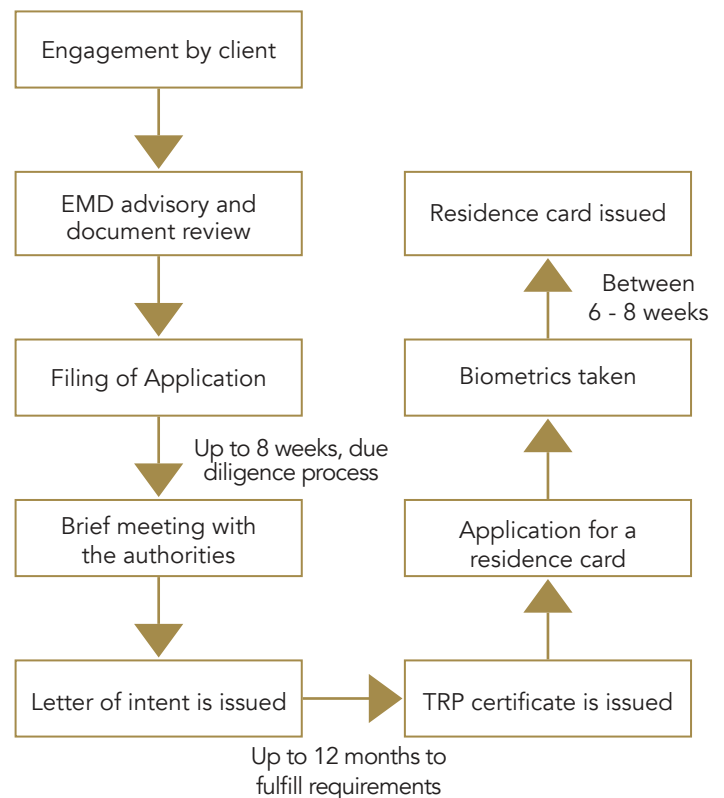 Engagement by client
EMD advisory and
document review
Filing of Application
Up to 8 weeks, due
diligence process
Brief meeting with
the authorities
Letter of intent is issued
Up to 12 months to
fulfill requirements
TRP certificate is issued
Application for a
residence card
Biometrics taken
Between
6 - 8 weeks
Residence card issued